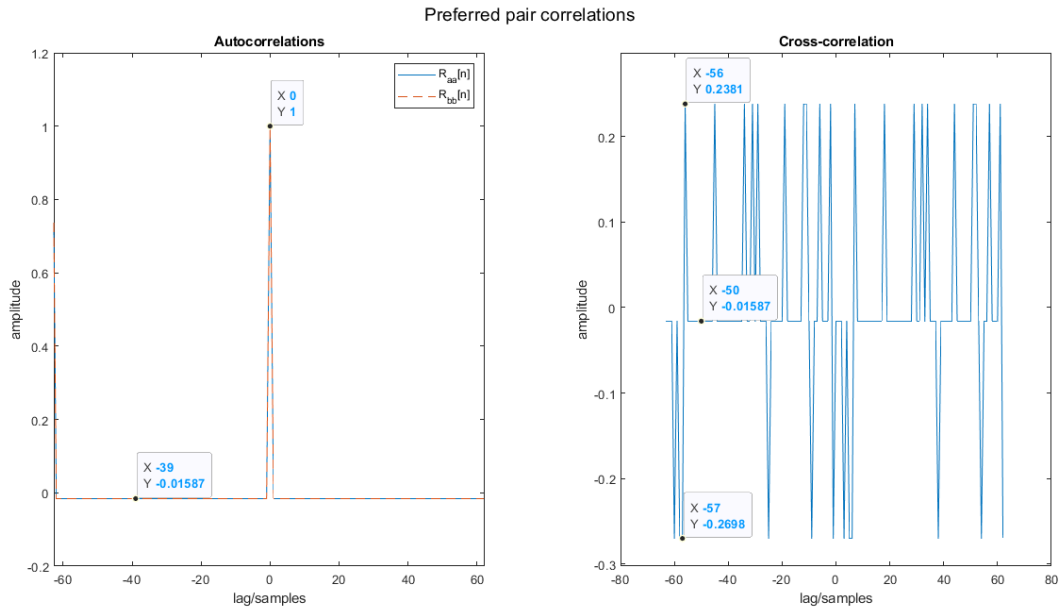 Preferred pair correlations
Autocorrelations
1.2
1
0.8
0.6
0.4
0.2
0
-0.2
amplitude
-60
-40
-20
0
20
40
60
lag/samples
R_aa[n]
R_bb[n]
X 0
Y 1
X -39
Y -0.01587
Cross-correlation
0.2
0.1
0
-0.1
-0.2
-0.3
amplitude
-80
-60
-40
-20
0
20
40
60
80
lag/samples
X -56
Y 0.2381
X -50
Y -0.01587
X -57
Y -0.2698